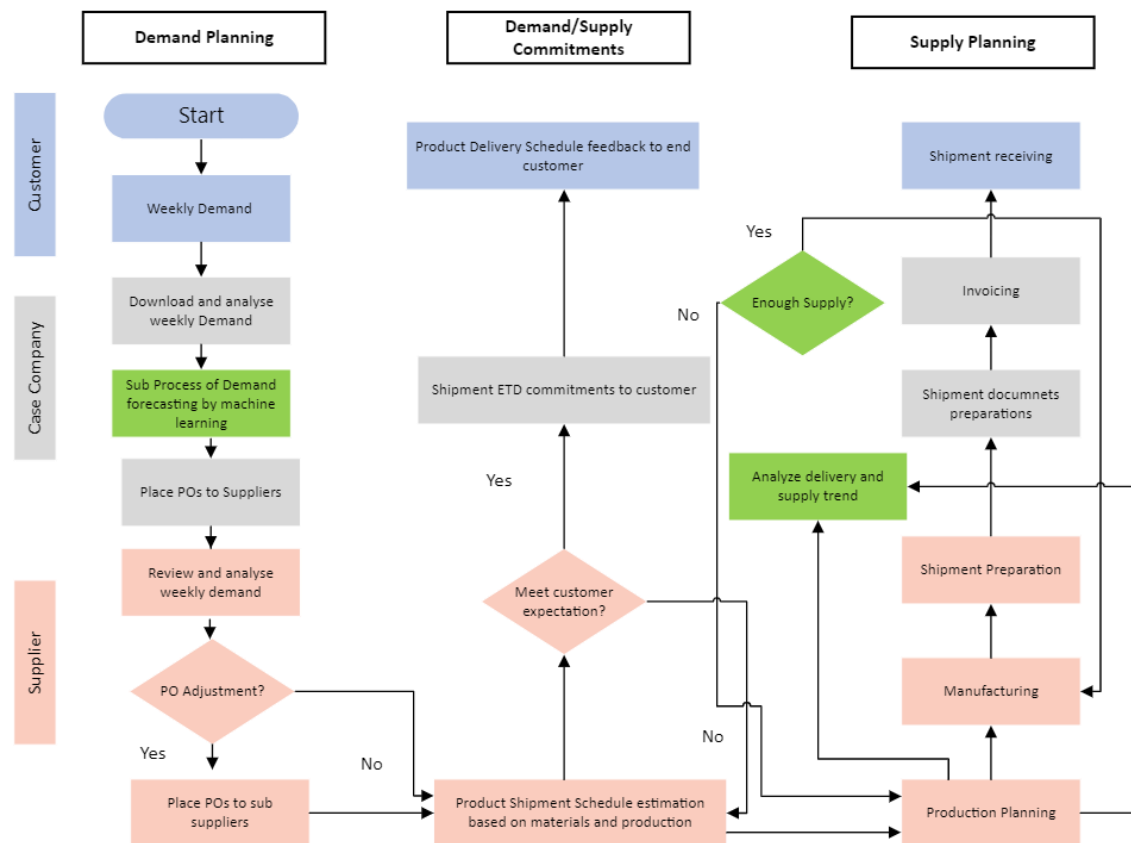 Demand Planning
Demand/Supply
Commitments
Supply Planning
Customer
Case Company
Supplier
Start
Weekly Demand
Download and analyse
weekly Demand
Sub Process of Demand
forecasting by machine
learning
Place POs to Suppliers
Review and analyse
weekly demand
PO Adjustment?
Yes
No
Place POs to sub
suppliers
Product Delivery Schedule feedback to end
customer
Shipment ETD commitments to customer
Yes
Meet customer
expectation?
No
Product Shipment Schedule estimation
based on materials and production
Shipment receiving
Yes
Enough Supply?
No
Invoicing
Shipment documnets
preparations
Analyze delivery and
supply trend
Shipment Preparation
Manufacturing
Production Planning